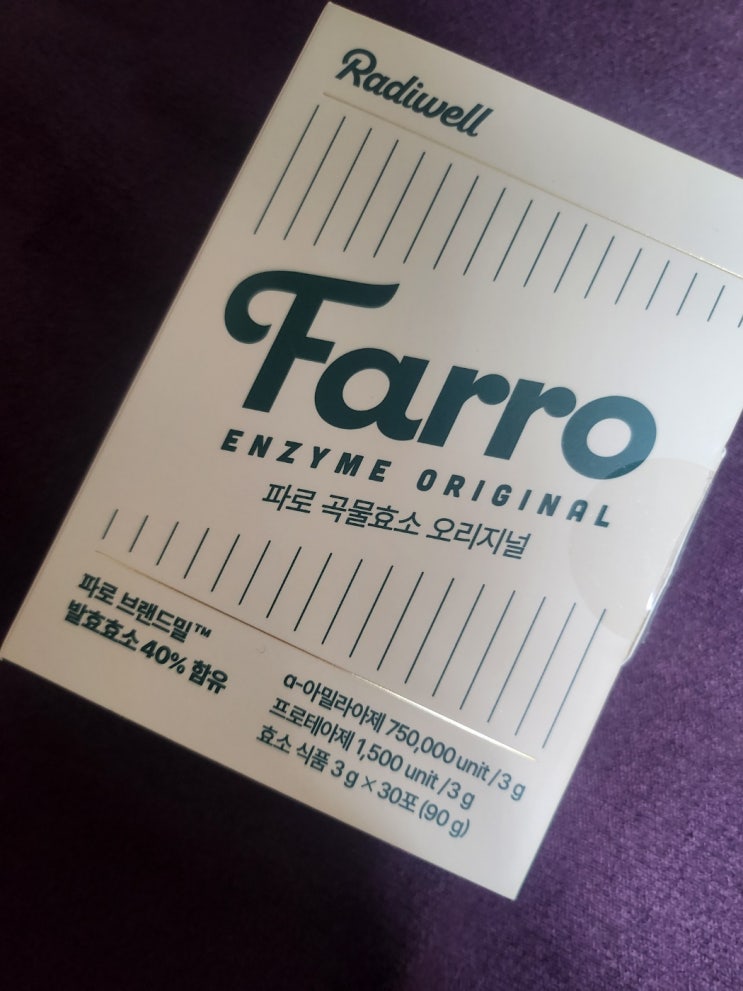 Radiwell
Farro
ENZYME ORIGINAL
파로 곡물효소 오리지널
파로 브랜드밀™
발효효소 40% 함유
α-아밀라아제 750,000 unit /3 g
프로테아제 1,500 unit /3 g
효소 식품 3 g × 30포 (90 g)